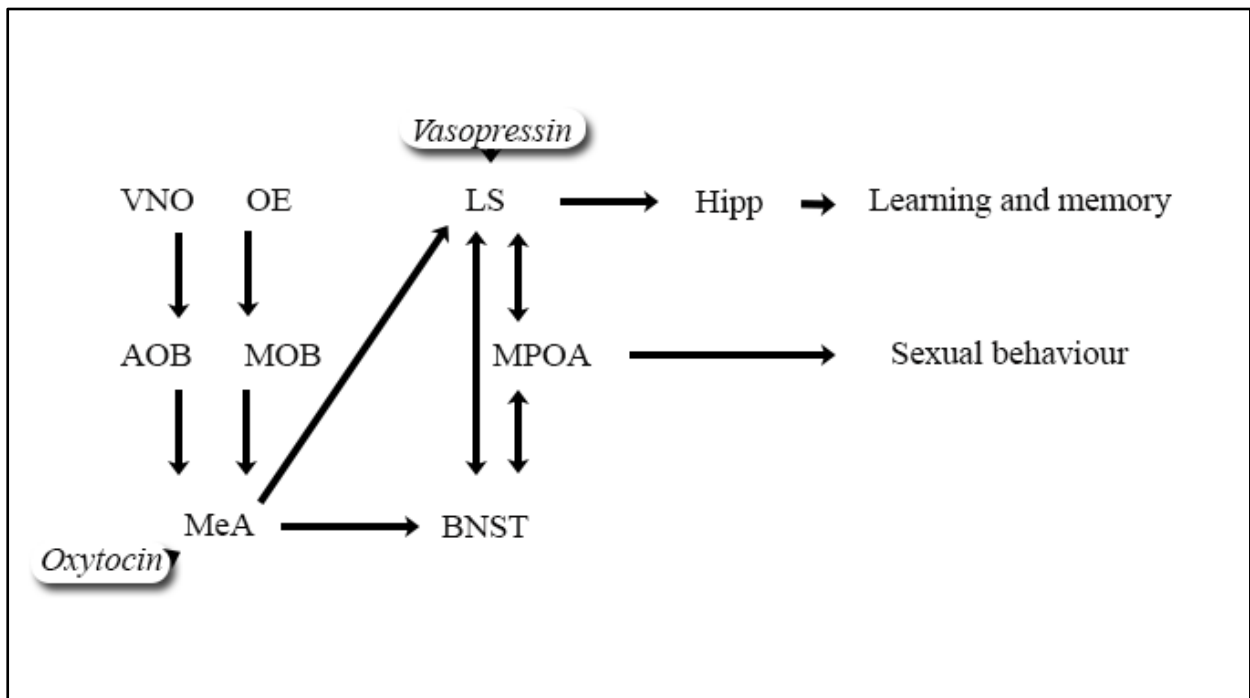 Vasopressin
VNO OE LS Hipp Learning and memory
AOB MOB MPOA Sexual behaviour
MeA BNST
Oxytocin